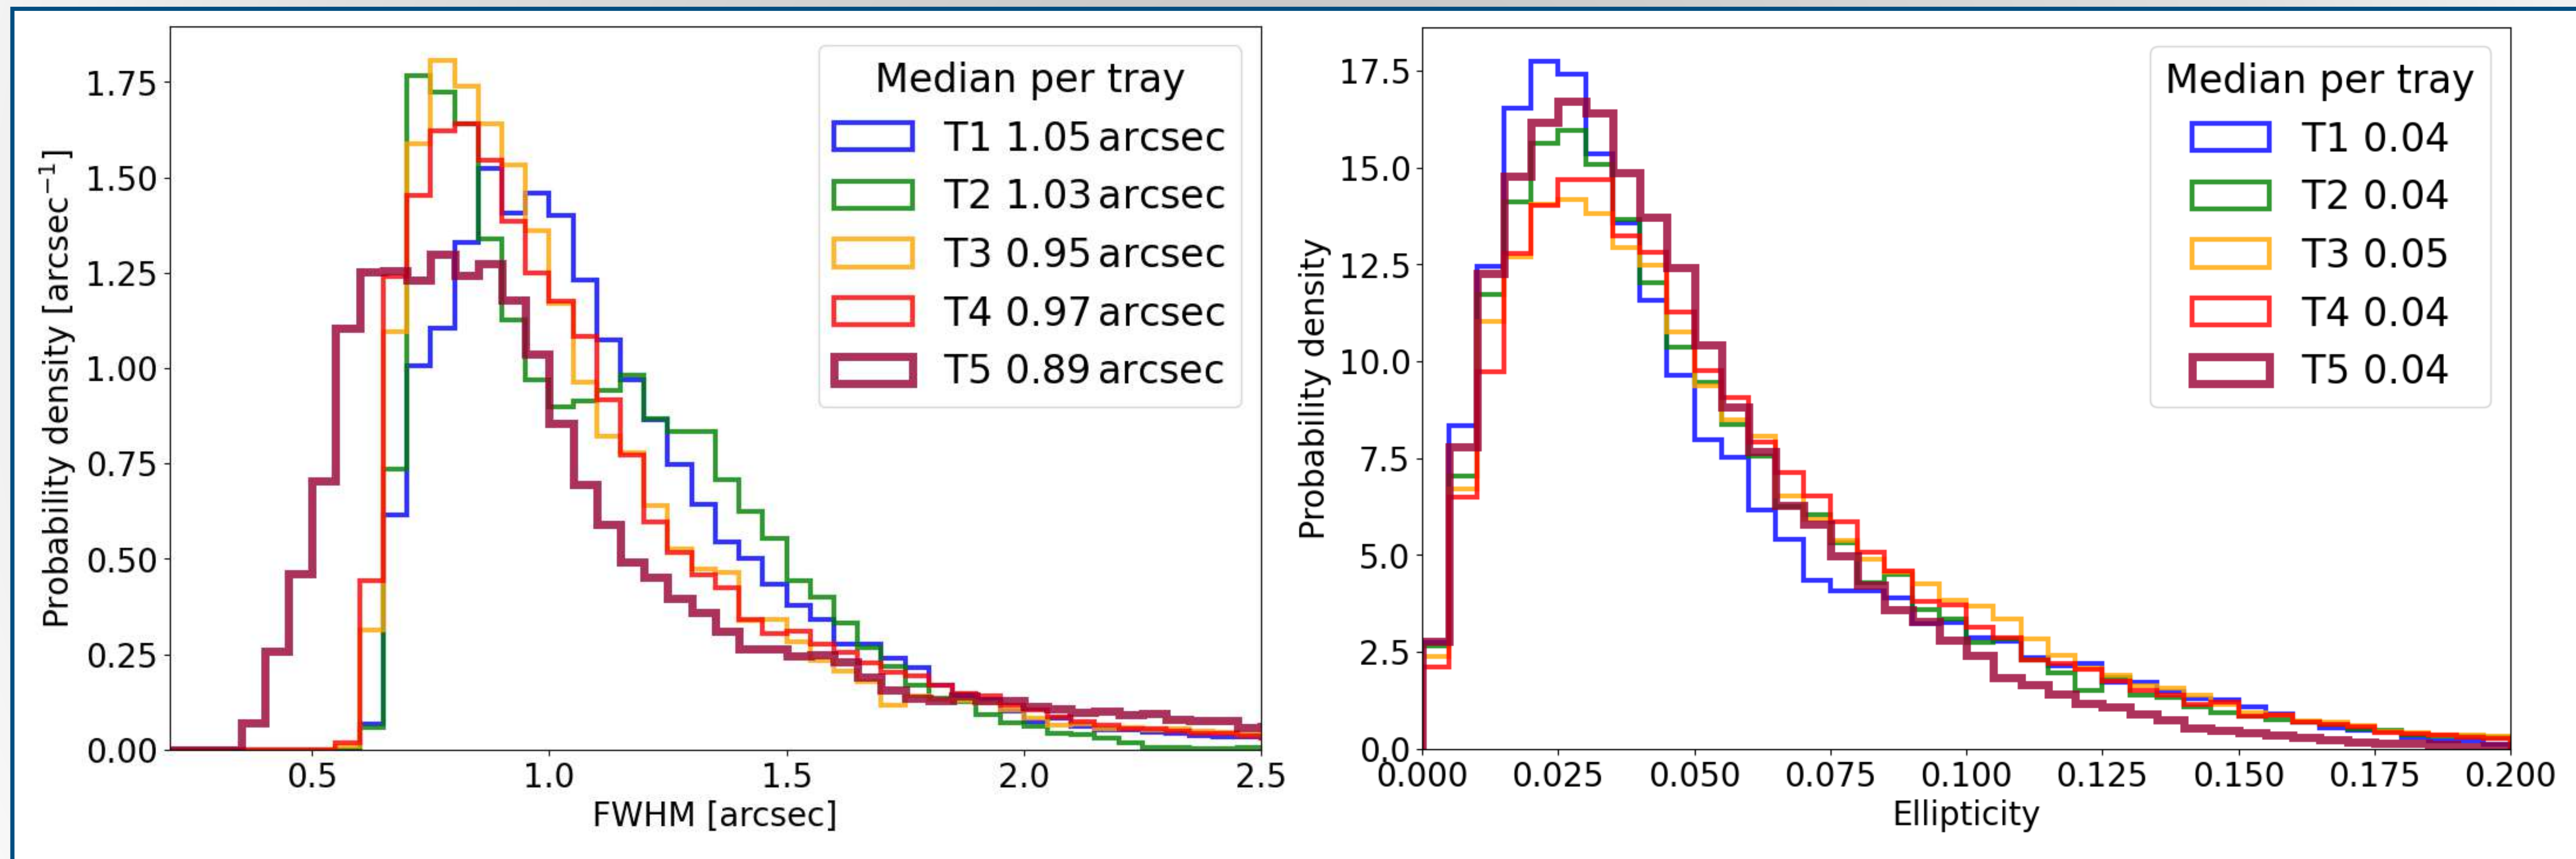 1.75
1.50
1.25
1.00
0.75
0.50
0.25
0.00
Probability density [arcsec⁻¹]
0.5 1.0 1.5 2.0 2.5
FWHM [arcsec]
Median per tray
T1 1.05 arcsec
T2 1.03 arcsec
T3 0.95 arcsec
T4 0.97 arcsec
T5 0.89 arcsec
17.5
15.0
12.5
10.0
7.5
5.0
2.5
0.0
Probability density
0.000 0.025 0.050 0.075 0.100 0.125 0.150 0.175 0.200
Ellipticity
Median per tray
T1 0.04
T2 0.04
T3 0.05
T4 0.04
T5 0.04